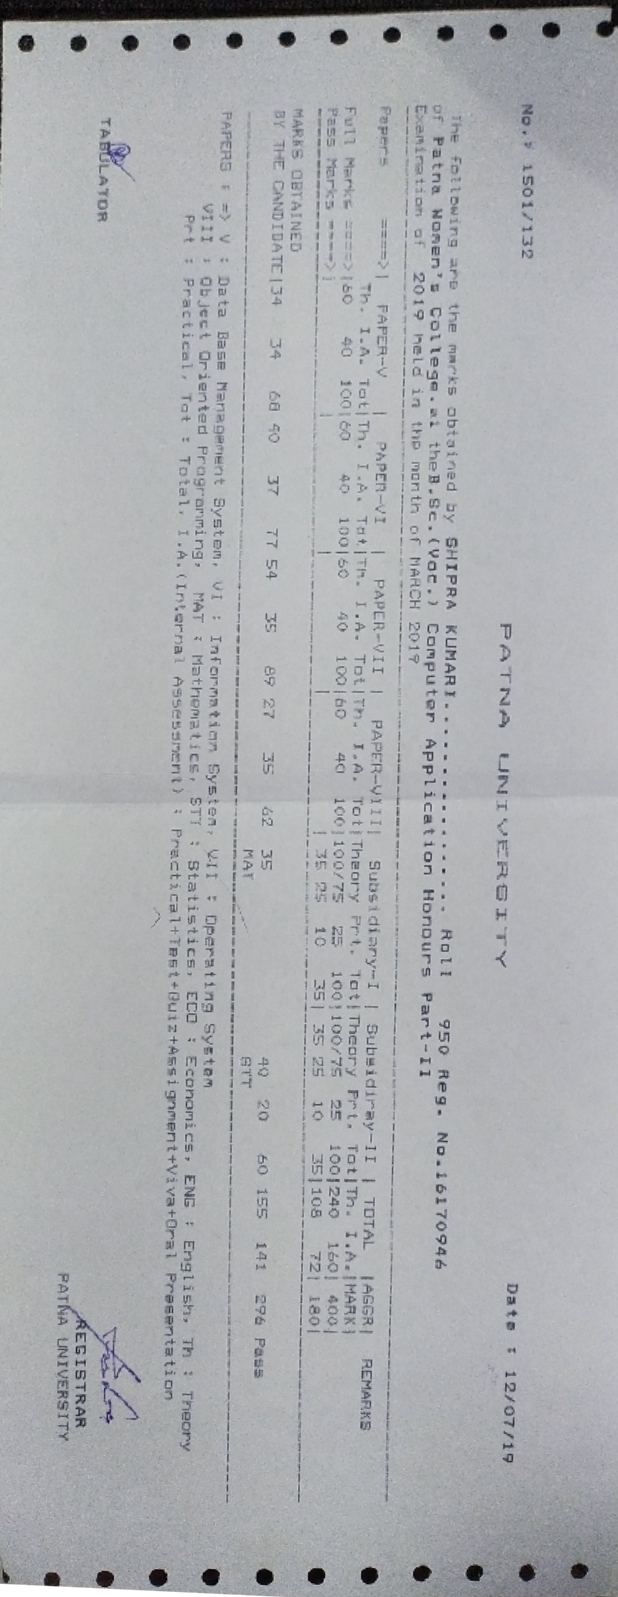 PATNA UNIVERSITY
No.# 1501/132 Date : 12/07/19
The following are the marks obtained by SHIPRA KUMARI.................. Roll 950 Reg. No.16170946
of Patna Women's College.at the B.Sc.(Voc.) Computer Application Honours Part-II
Examination of 2019 held in the month of MARCH 2019
Papers ====>| PAPER-V | PAPER-VI | PAPER-VII | PAPER-VIII| Subsidiary-I | Subsidiray-II | TOTAL |AGGR| REMARKS
Th. I.A. Tot|Th. I.A. Tot|Th. I.A. Tot|Th. I.A. Tot|Theory Prt. Tot|Theory Prt. Tot|Th. I.A.|MARK|
Full Marks ====>|60 40 100|60 40 100|60 40 100|60 40 100|100/75 25 100|100/75 25 100|240 160| 400|
Pass Marks ====>| | | | | 35 25 10 35| 35 25 10 35|108 72| 180|
MARKS OBTAINED
BY THE CANDIDATE|34 34 68 40 37 77 54 35 89 27 35 62 35 40 20 60 155 141 296 Pass
MAT STT
PAPERS : => V : Data Base Management System, VI : Information System, VII : Operating System
VIII : Object Oriented Programming, MAT : Mathematics, STT : Statistics, ECO : Economics, ENG : English, Th : Theory
Prt : Practical, Tot : Total, I.A.(Internal Assessment) : Practical+Test+Quiz+Assignment+Viva+Oral Presentation
TABULATOR
REGISTRAR
PATNA UNIVERSITY